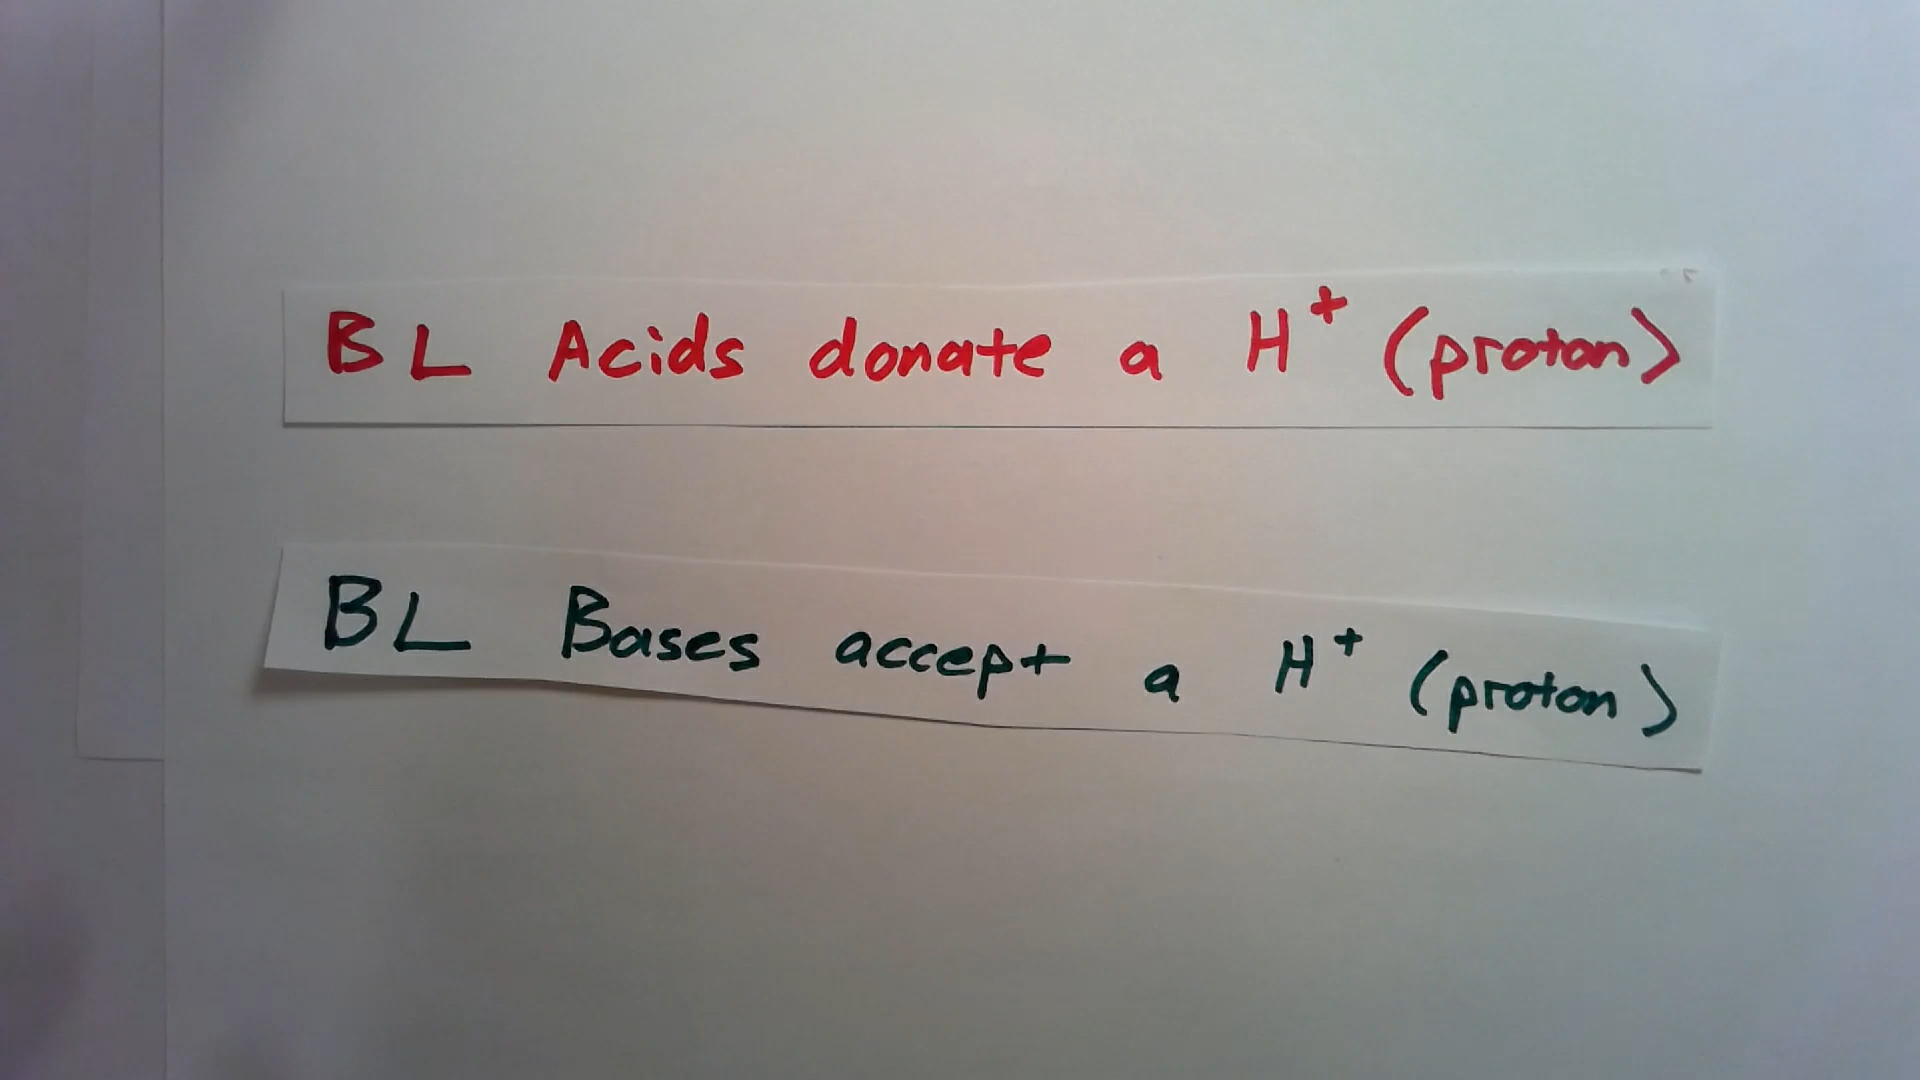 BL Acids donate a H⁺ (proton)
BL Bases accept a H⁺ (proton)